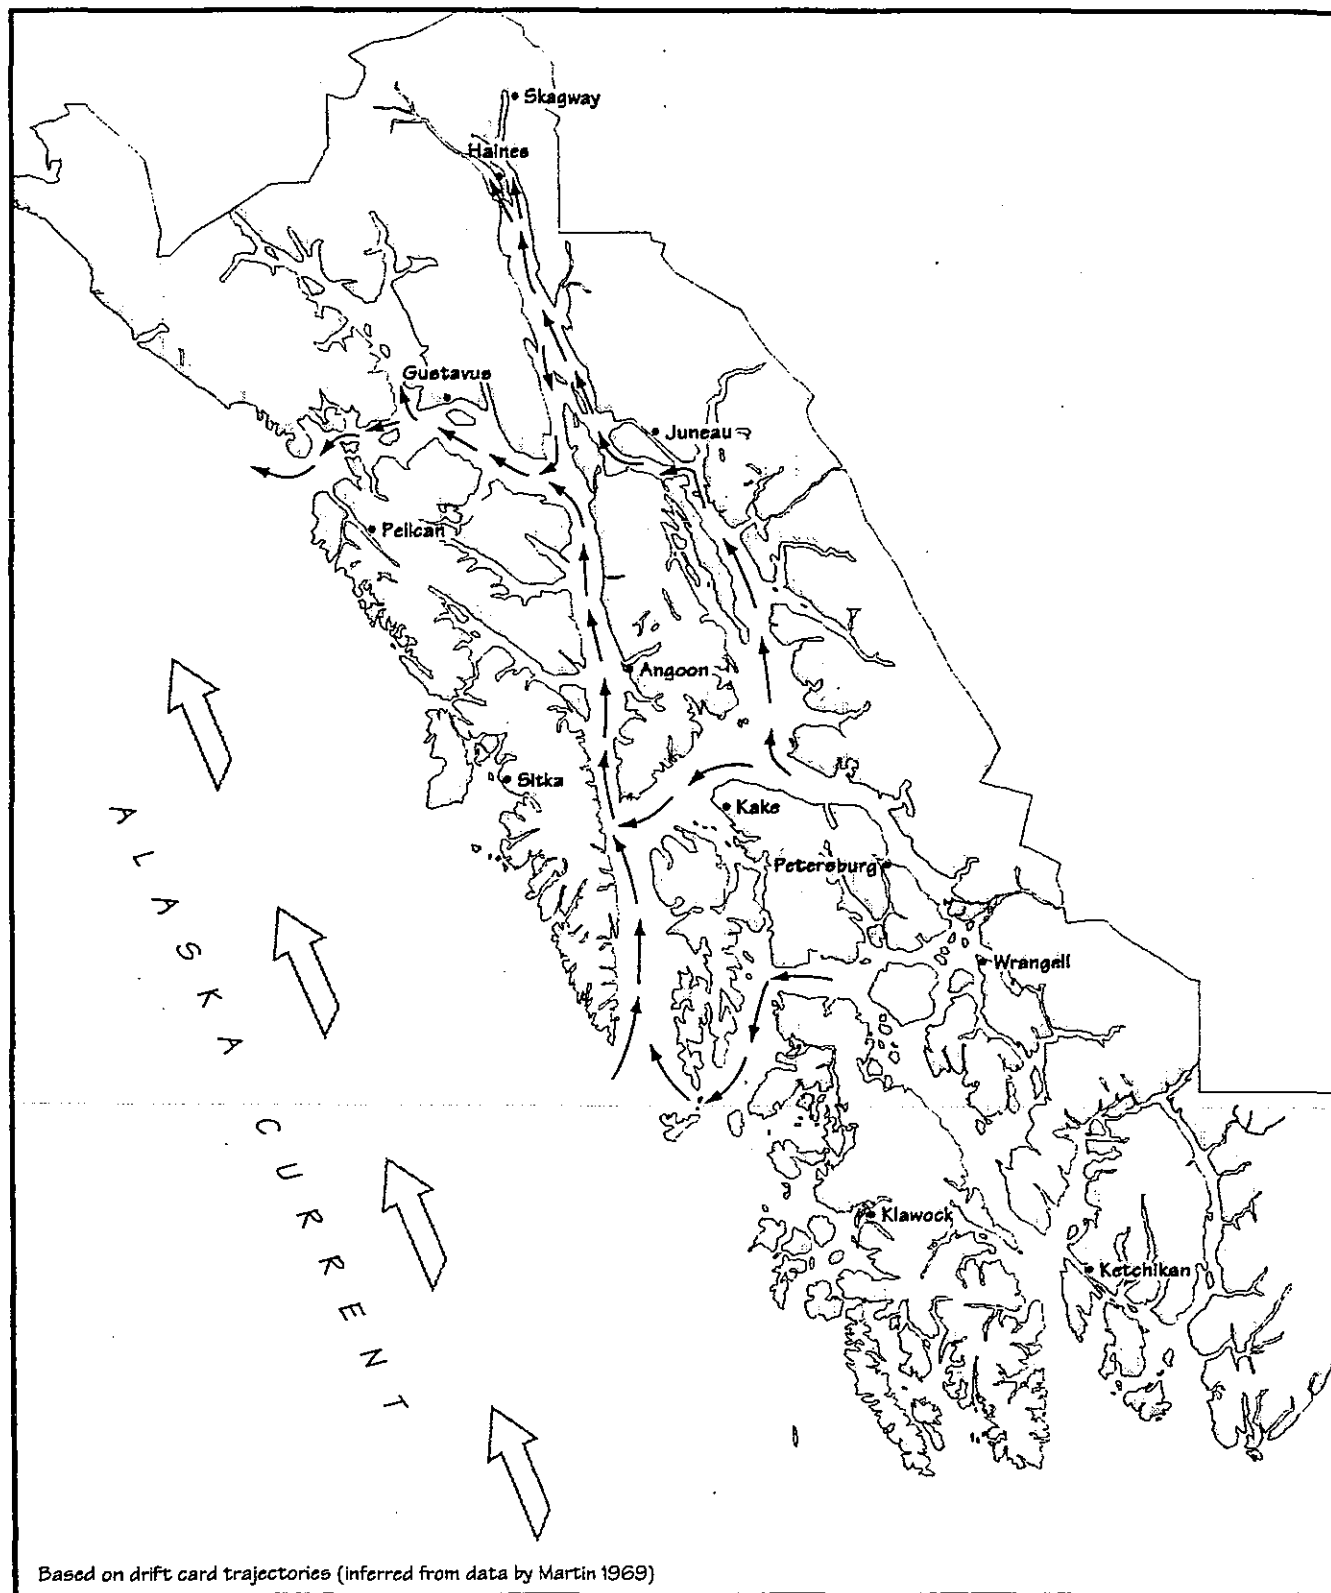 Skagway
Haines
Gustavus
Juneau
Pelican
Angoon
Sitka
Kake
Petersburg
Wrangell
Klawock
Ketchikan
ALASKA CURRENT
Based on drift card trajectories (inferred from data by Martin 1969)